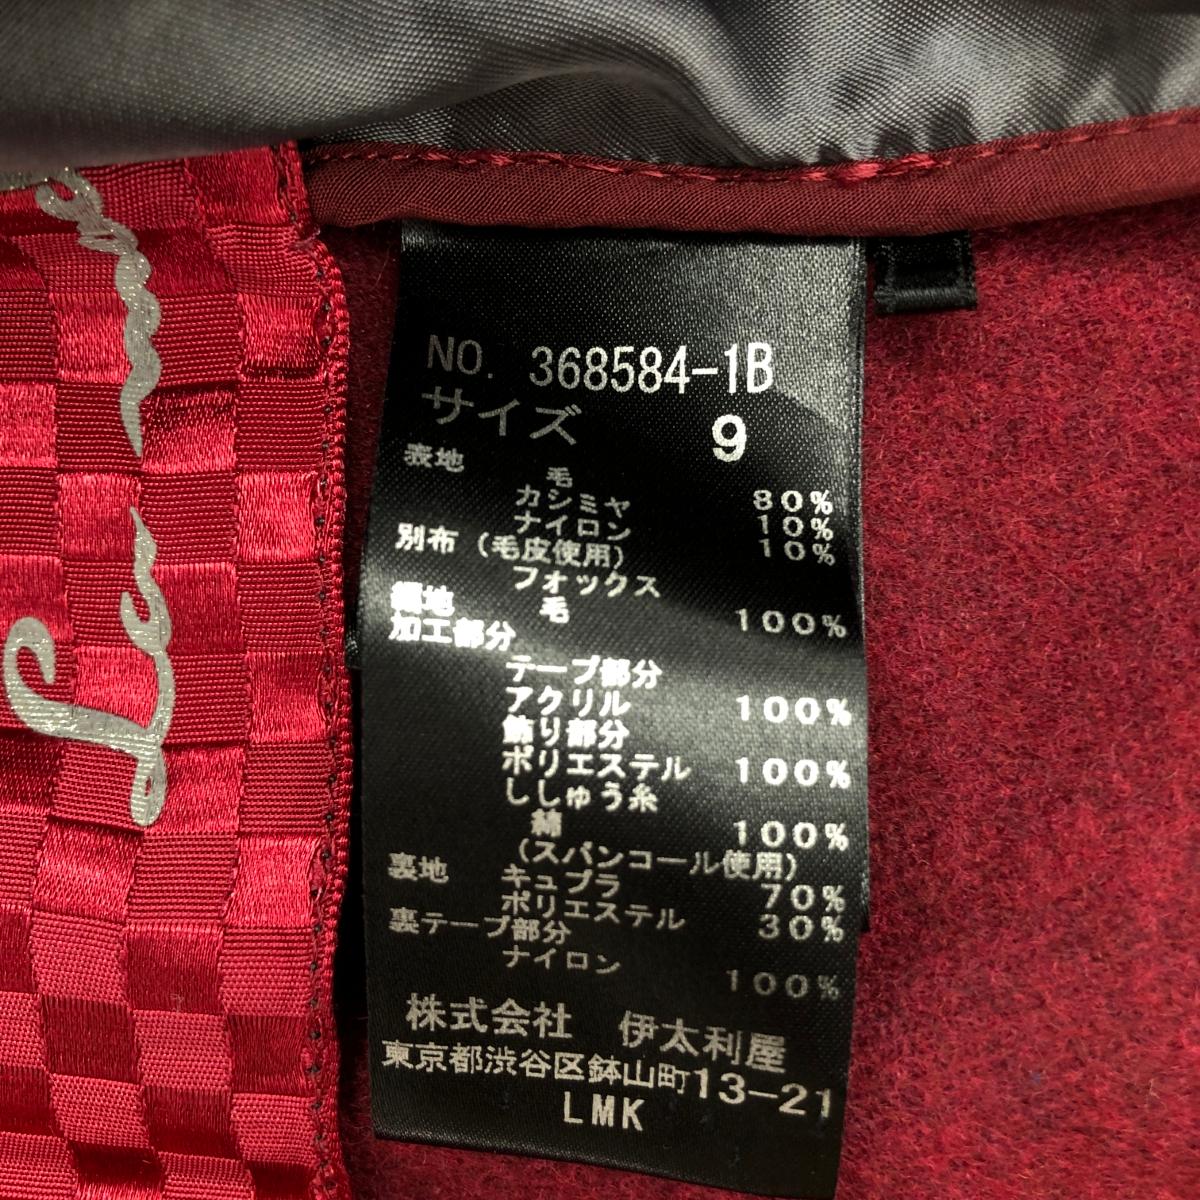 NO. 368584-1B
サイズ 9
表地
毛 80%
カシミヤ 10%
ナイロン 10%
別布（毛皮使用）
フォックス
毛 100%
加工部分
テープ部分
アクリル 100%
飾り部分
ポリエステル 100%
ししゅう糸
綿 100%
（スパンコール使用）
裏地 キュプラ 70%
ポリエステル 30%
裏テープ部分
ナイロン 100%
株式会社 伊太利屋
東京都渋谷区鉢山町13-21
LMK